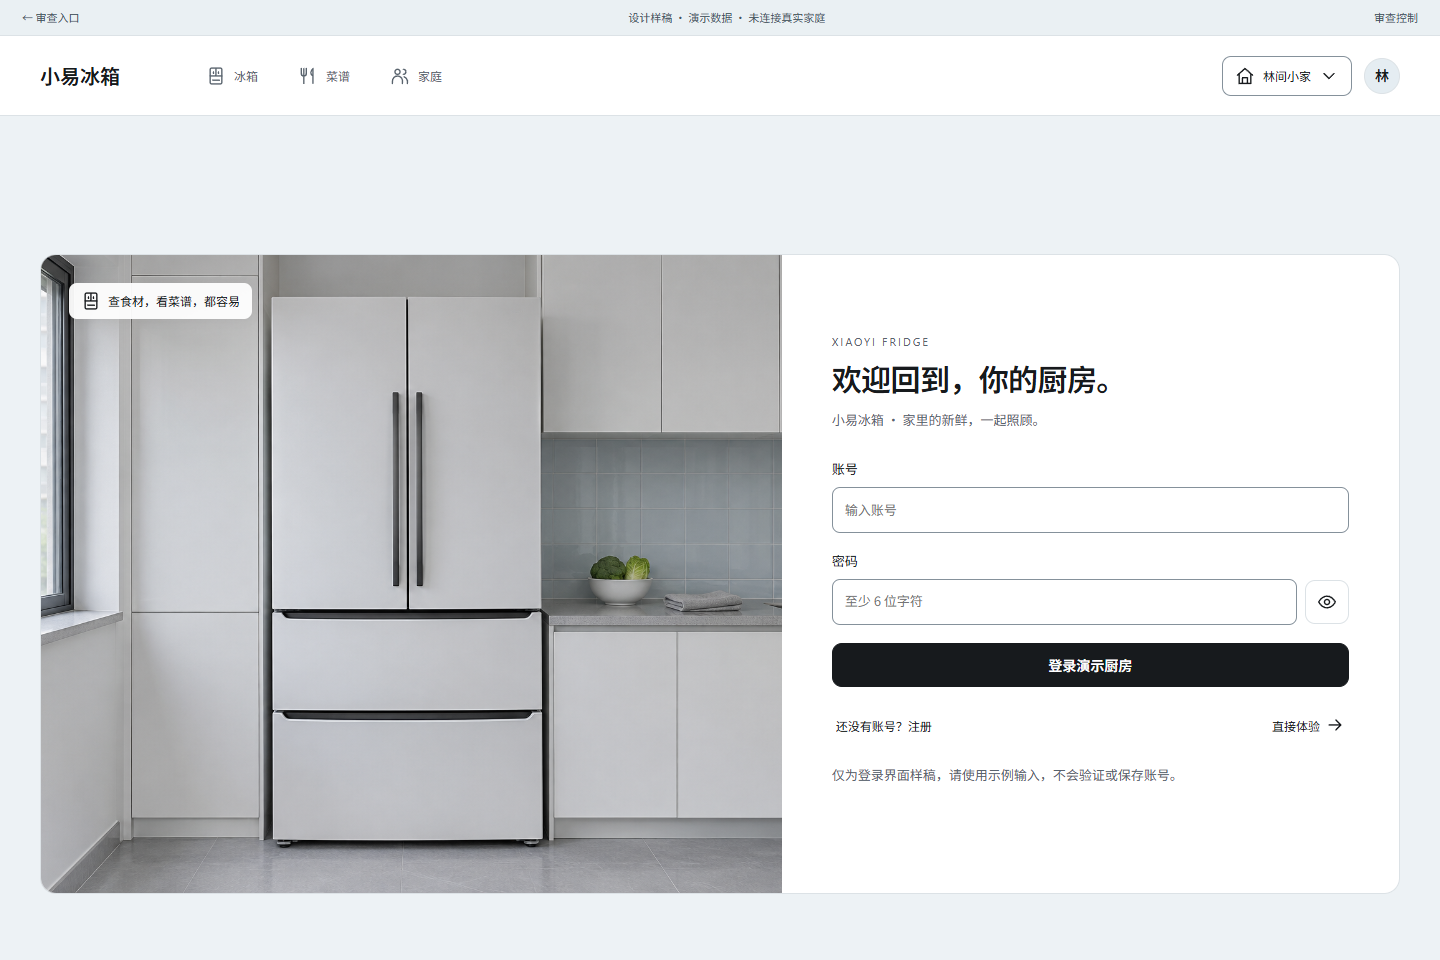 ← 审查入口
设计样稿 · 演示数据 · 未连接真实家庭
审查控制
小易冰箱
冰箱
菜谱
家庭
林间小家
林
查食材，看菜谱，都容易
XIAOYI FRIDGE
欢迎回到，你的厨房。
小易冰箱 · 家里的新鲜，一起照顾。
账号
输入账号
密码
至少 6 位字符
登录演示厨房
还没有账号？注册
直接体验 →
仅为登录界面样稿，请使用示例输入，不会验证或保存账号。